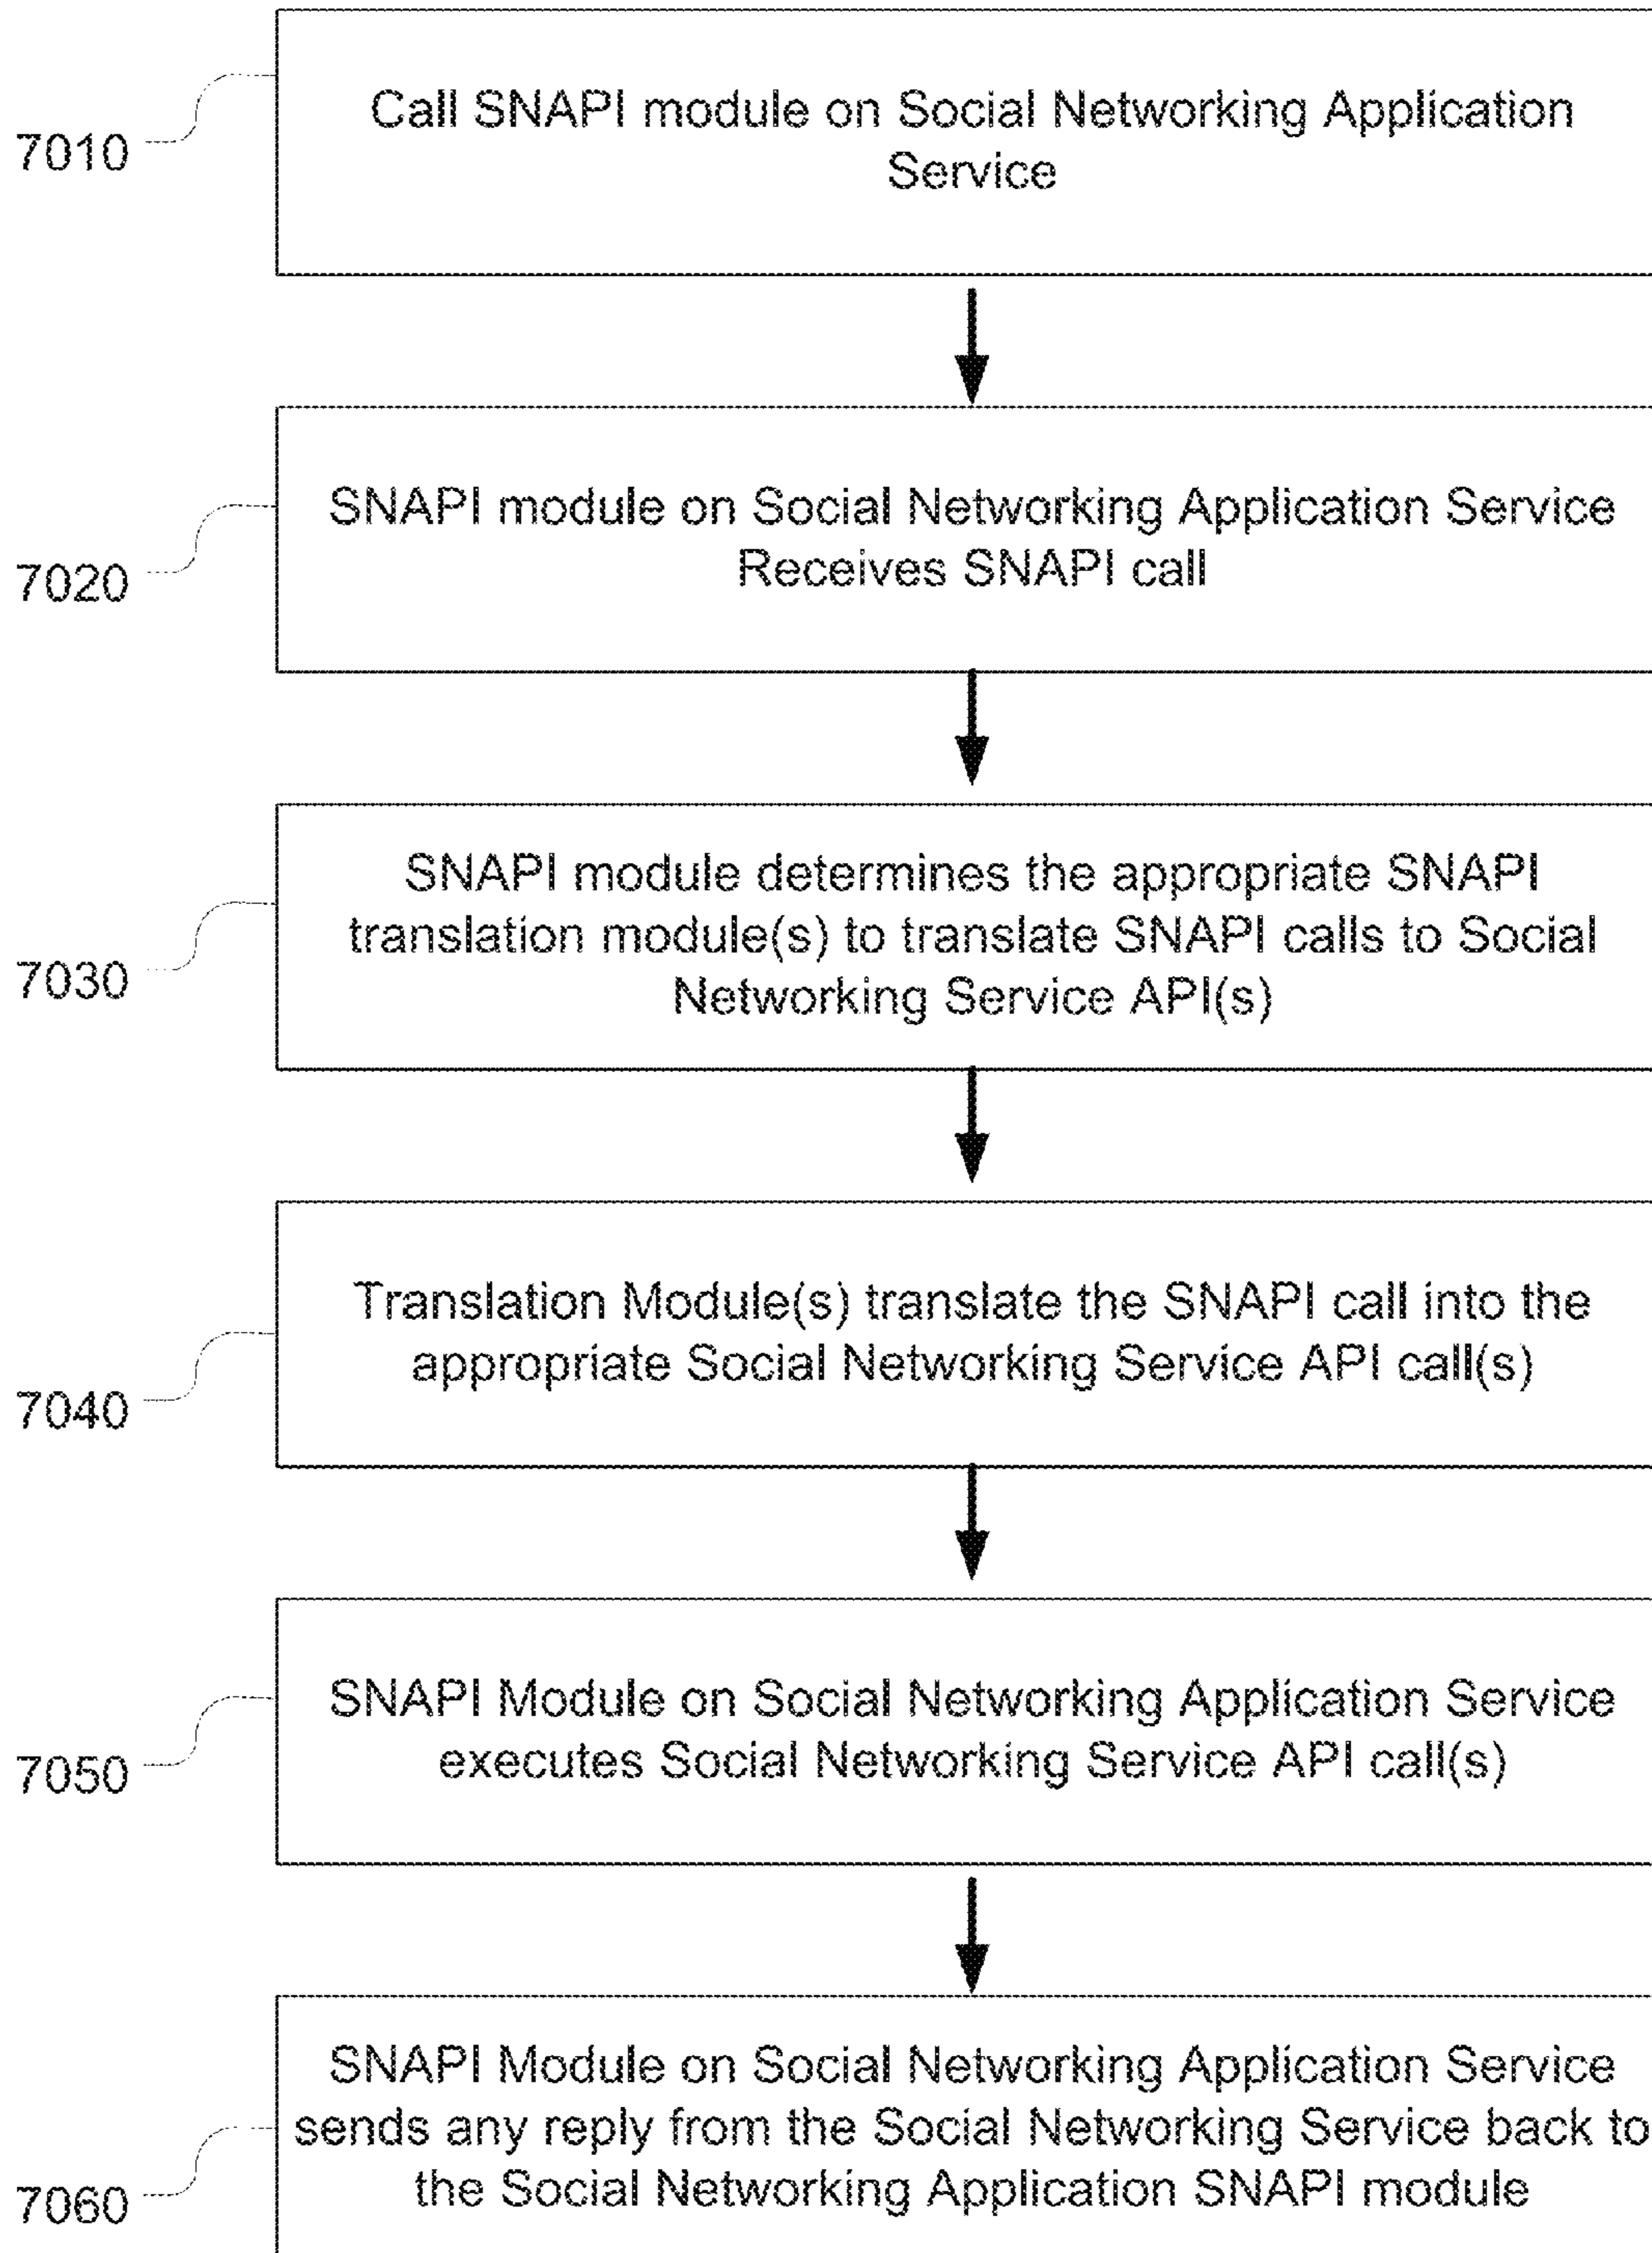 Call SNAPI module on Social Networking Application
Service
7010
SNAPI module on Social Networking Application Service
Receives SNAPI call
7020
SNAPI module determines the appropriate SNAPI
translation module(s) to translate SNAPI calls to Social
Networking Service API(s)
7030
Translation Module(s) translate the SNAPI call into the
appropriate Social Networking Service API call(s)
7040
SNAPI Module on Social Networking Application Service
executes Social Networking Service API call(s)
7050
SNAPI Module on Social Networking Application Service
sends any reply from the Social Networking Service back to
the Social Networking Application SNAPI module
7060